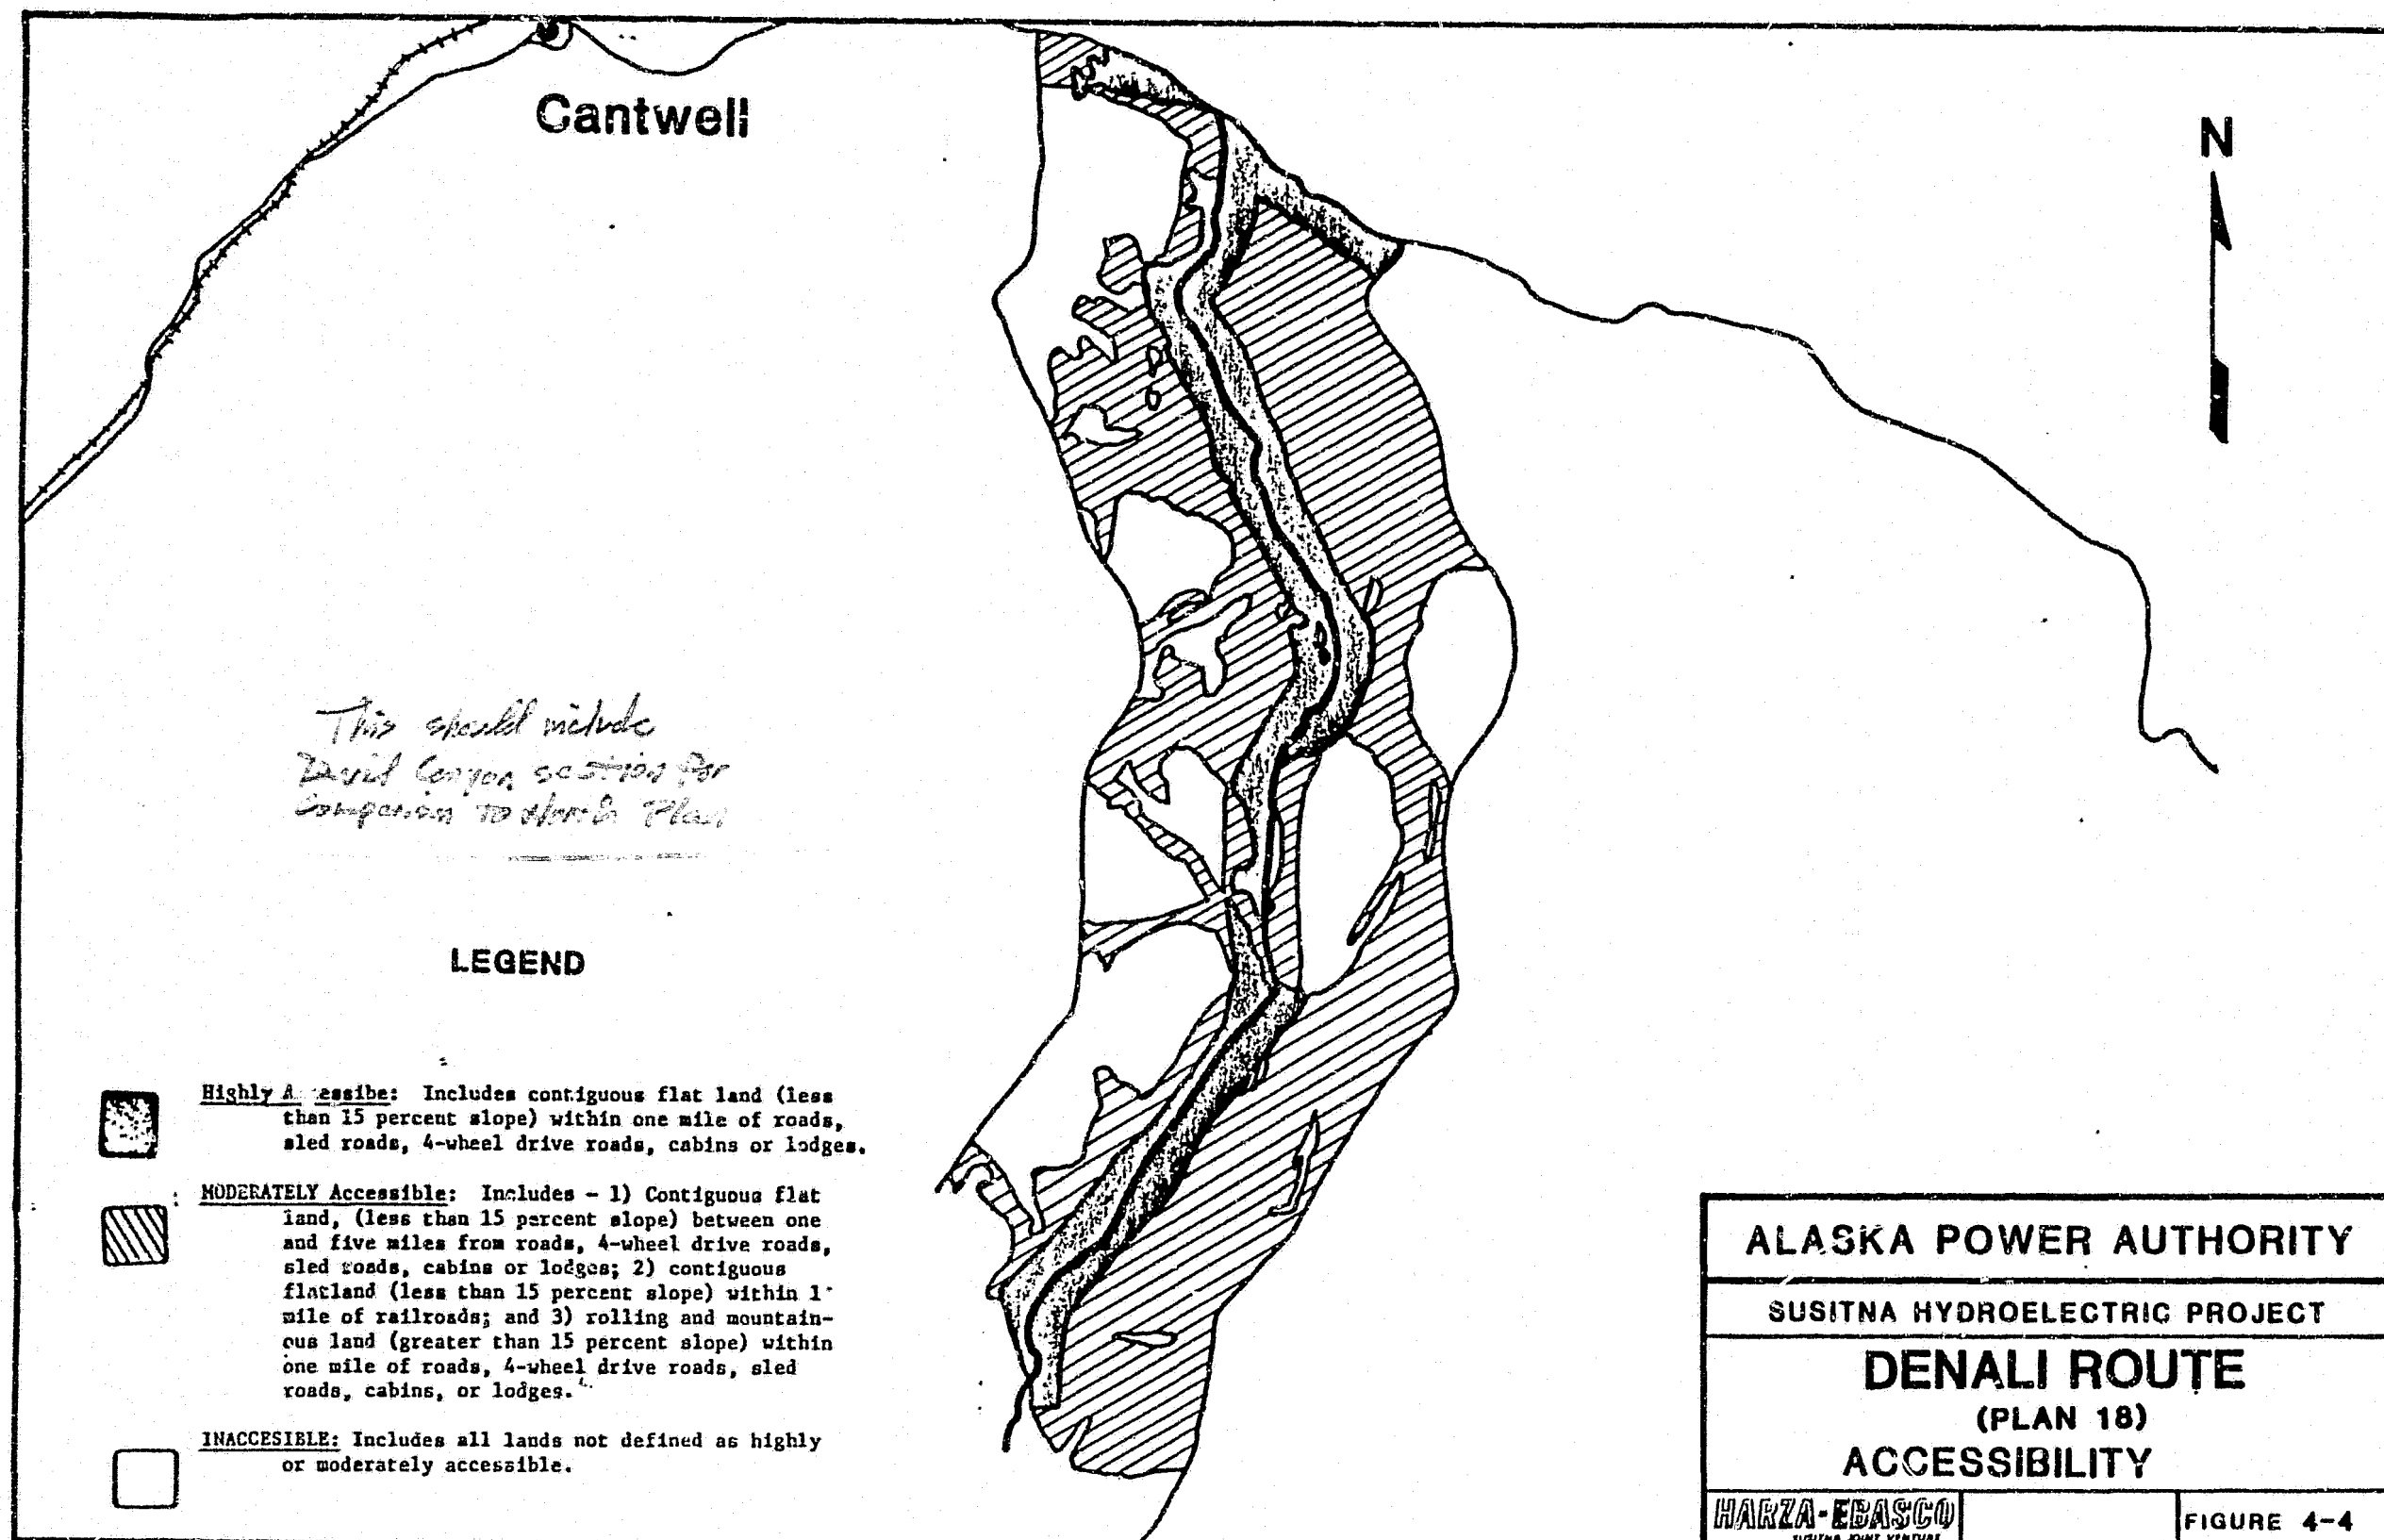 Cantwell
N
This should include
Devil Canyon section for
Comparison to North Plan
LEGEND
Highly A essibe: Includes contiguous flat land (less
than 15 percent slope) within one mile of roads,
sled roads, 4-wheel drive roads, cabins or lodges.
MODERATELY Accessible: Includes - 1) Contiguous flat
land, (less than 15 percent slope) between one
and five miles from roads, 4-wheel drive roads,
sled roads, cabins or lodges; 2) contiguous
flatland (less than 15 percent slope) within 1
mile of railroads; and 3) rolling and mountain-
ous land (greater than 15 percent slope) within
one mile of roads, 4-wheel drive roads, sled
roads, cabins, or lodges.
INACCESIBLE: Includes all lands not defined as highly
or moderately accessible.
ALASKA POWER AUTHORITY
SUSITNA HYDROELECTRIC PROJECT
DENALI ROUTE
(PLAN 18)
ACCESSIBILITY
HARZA-EBASCO
SUSITNA JOINT VENTURE
FIGURE 4-4